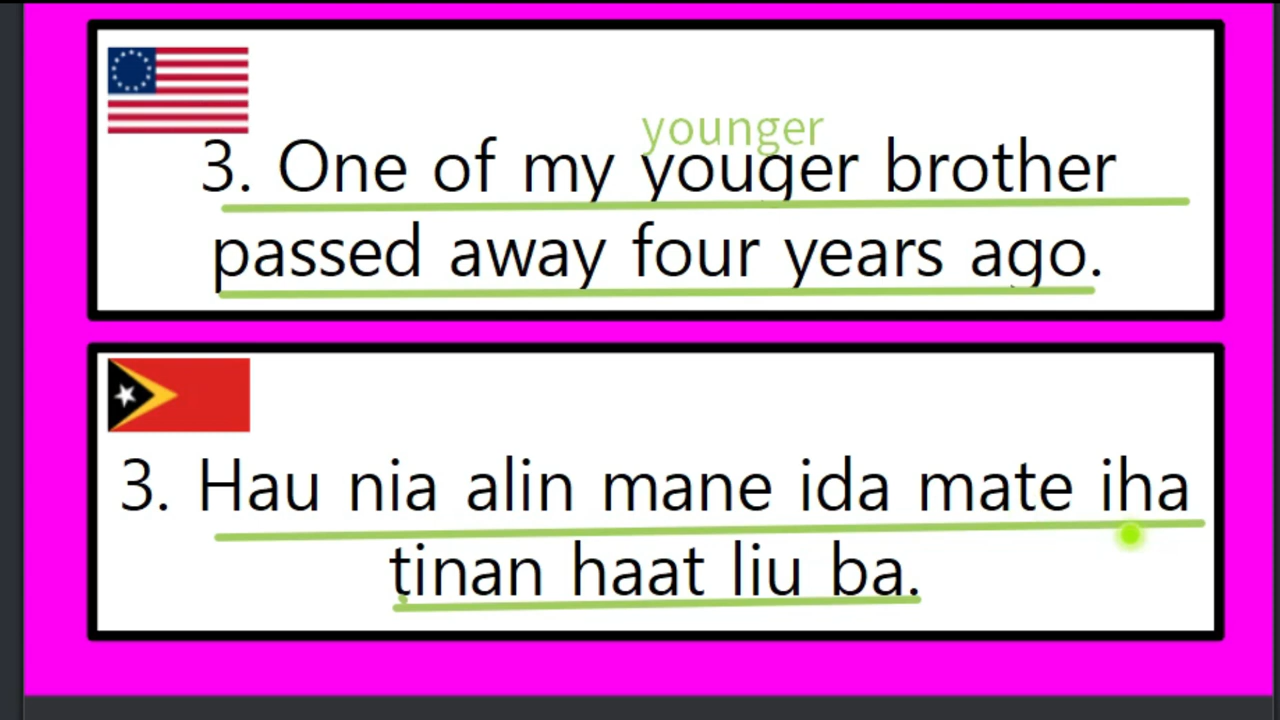 younger
3. One of my youger brother
passed away four years ago.
3. Hau nia alin mane ida mate iha
tinan haat liu ba.